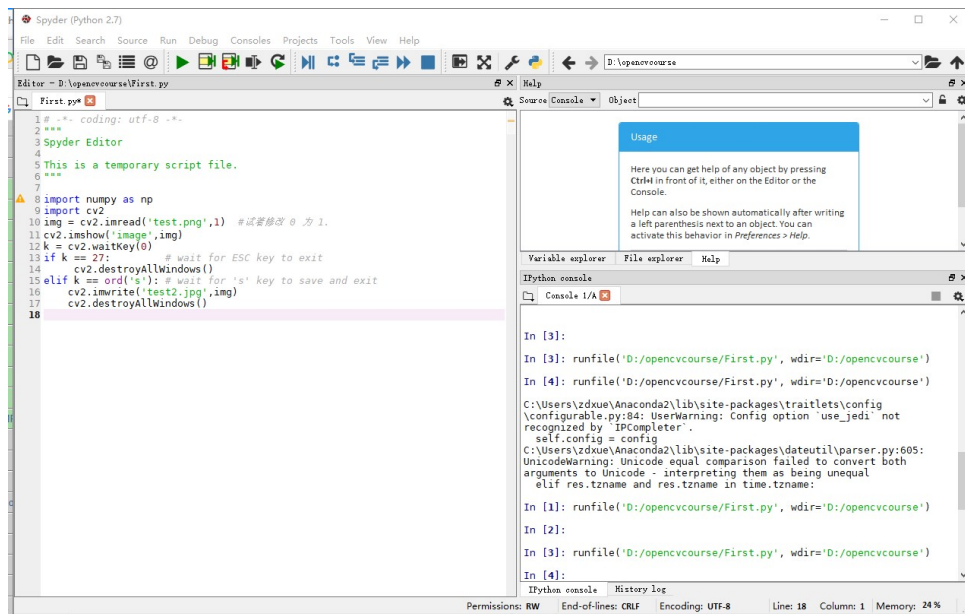 Spyder (Python 2.7)
File Edit Search Source Run Debug Consoles Projects Tools View Help
D:\opencvcourse
Editor - D:\opencvcourse\First.py
First.py*
1 # -*- coding: utf-8 -*-
2 """
3 Spyder Editor
4
5 This is a temporary script file.
6 """
7
8 import numpy as np
9 import cv2
10 img = cv2.imread('test.png',1) #或者修改 0 为 1.
11 cv2.imshow('image',img)
12 k = cv2.waitKey(0)
13 if k == 27: # wait for ESC key to exit
14 cv2.destroyAllWindows()
15 elif k == ord('s'): # wait for 's' key to save and exit
16 cv2.imwrite('test2.jpg',img)
17 cv2.destroyAllWindows()
18
Help
Source Console Object
Usage
Here you can get help of any object by pressing
Ctrl+I in front of it, either on the Editor or the
Console.
Help can also be shown automatically after writing
a left parenthesis next to an object. You can
activate this behavior in Preferences > Help.
Variable explorer File explorer Help
IPython console
Console 1/A
In [3]:
In [3]: runfile('D:/opencvcourse/First.py', wdir='D:/opencvcourse')
In [4]: runfile('D:/opencvcourse/First.py', wdir='D:/opencvcourse')
C:\Users\zdxue\Anaconda2\lib\site-packages\traitlets\config
\configurable.py:84: UserWarning: Config option `use_jedi` not
recognized by `IPCompleter`.
self.config = config
C:\Users\zdxue\Anaconda2\lib\site-packages\dateutil\parser.py:605:
UnicodeWarning: Unicode equal comparison failed to convert both
arguments to Unicode - interpreting them as being unequal
elif res.tzname and res.tzname in time.tzname:
In [1]: runfile('D:/opencvcourse/First.py', wdir='D:/opencvcourse')
In [2]:
In [3]: runfile('D:/opencvcourse/First.py', wdir='D:/opencvcourse')
In [4]:
IPython console History log
Permissions: RW End-of-lines: CRLF Encoding: UTF-8 Line: 18 Column: 1 Memory: 24 %